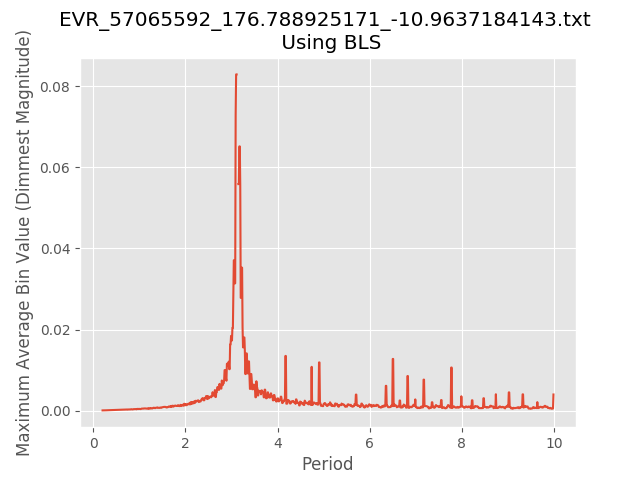 EVR_57065592_176.788925171_-10.9637184143.txt
Using BLS
Maximum Average Bin Value (Dimmest Magnitude)
0.08
0.06
0.04
0.02
0.00
0 2 4 6 8 10
Period